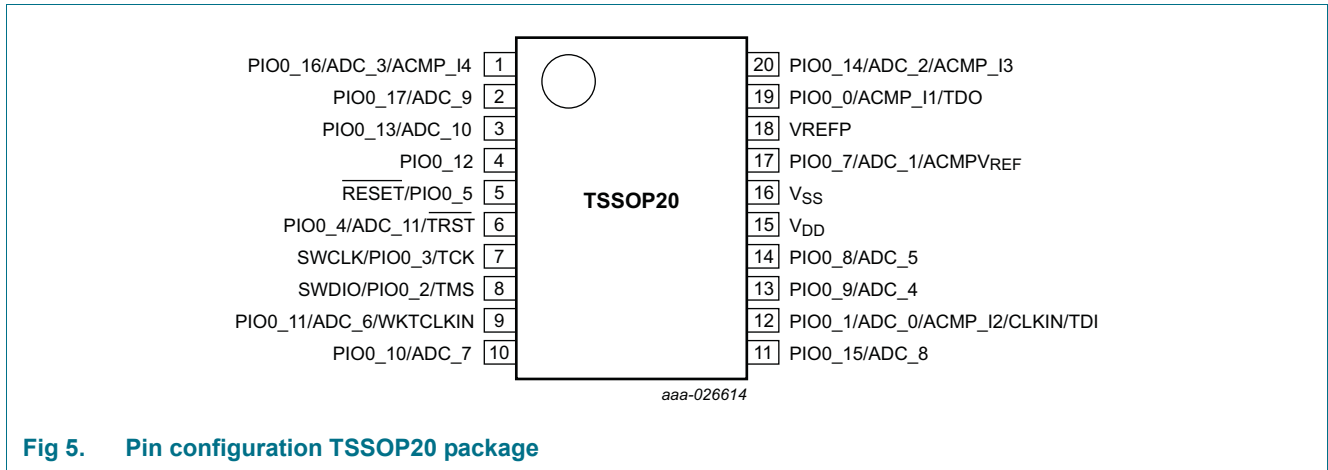 PIO0_16/ADC_3/ACMP_I4 1
PIO0_17/ADC_9 2
PIO0_13/ADC_10 3
PIO0_12 4
RESET/PIO0_5 5
PIO0_4/ADC_11/TRST 6
SWCLK/PIO0_3/TCK 7
SWDIO/PIO0_2/TMS 8
PIO0_11/ADC_6/WKTCLKIN 9
PIO0_10/ADC_7 10
TSSOP20
20 PIO0_14/ADC_2/ACMP_I3
19 PIO0_0/ACMP_I1/TDO
18 VREFP
17 PIO0_7/ADC_1/ACMPVREF
16 VSS
15 VDD
14 PIO0_8/ADC_5
13 PIO0_9/ADC_4
12 PIO0_1/ADC_0/ACMP_I2/CLKIN/TDI
11 PIO0_15/ADC_8
aaa-026614
Fig 5. Pin configuration TSSOP20 package